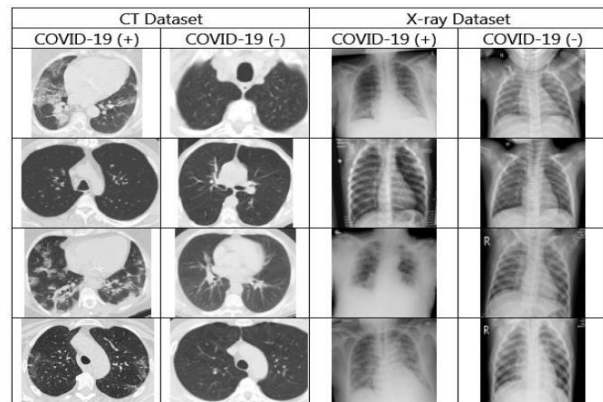 CT Dataset X-ray Dataset
COVID-19 (+) COVID-19 (-) COVID-19 (+) COVID-19 (-)
R
R